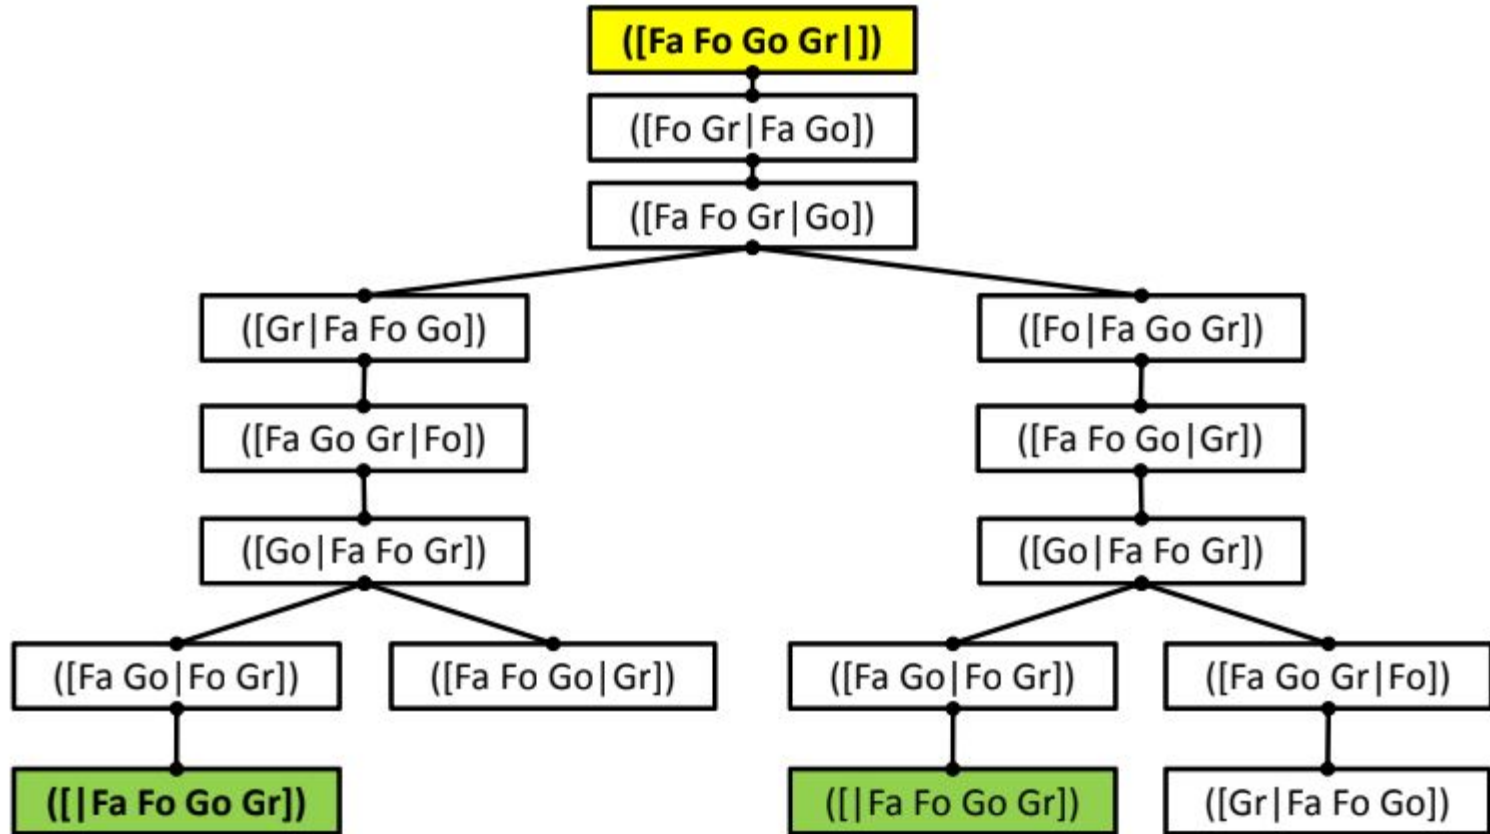 ([Fa Fo Go Gr|])
([Fo Gr|Fa Go])
([Fa Fo Gr|Go])
([Gr|Fa Fo Go])
([Fo|Fa Go Gr])
([Fa Go Gr|Fo])
([Fa Fo Go|Gr])
([Go|Fa Fo Gr])
([Go|Fa Fo Gr])
([Fa Go|Fo Gr])
([Fa Fo Go|Gr])
([Fa Go|Fo Gr])
([Fa Go Gr|Fo])
([|Fa Fo Go Gr])
([|Fa Fo Go Gr])
([Gr|Fa Fo Go])